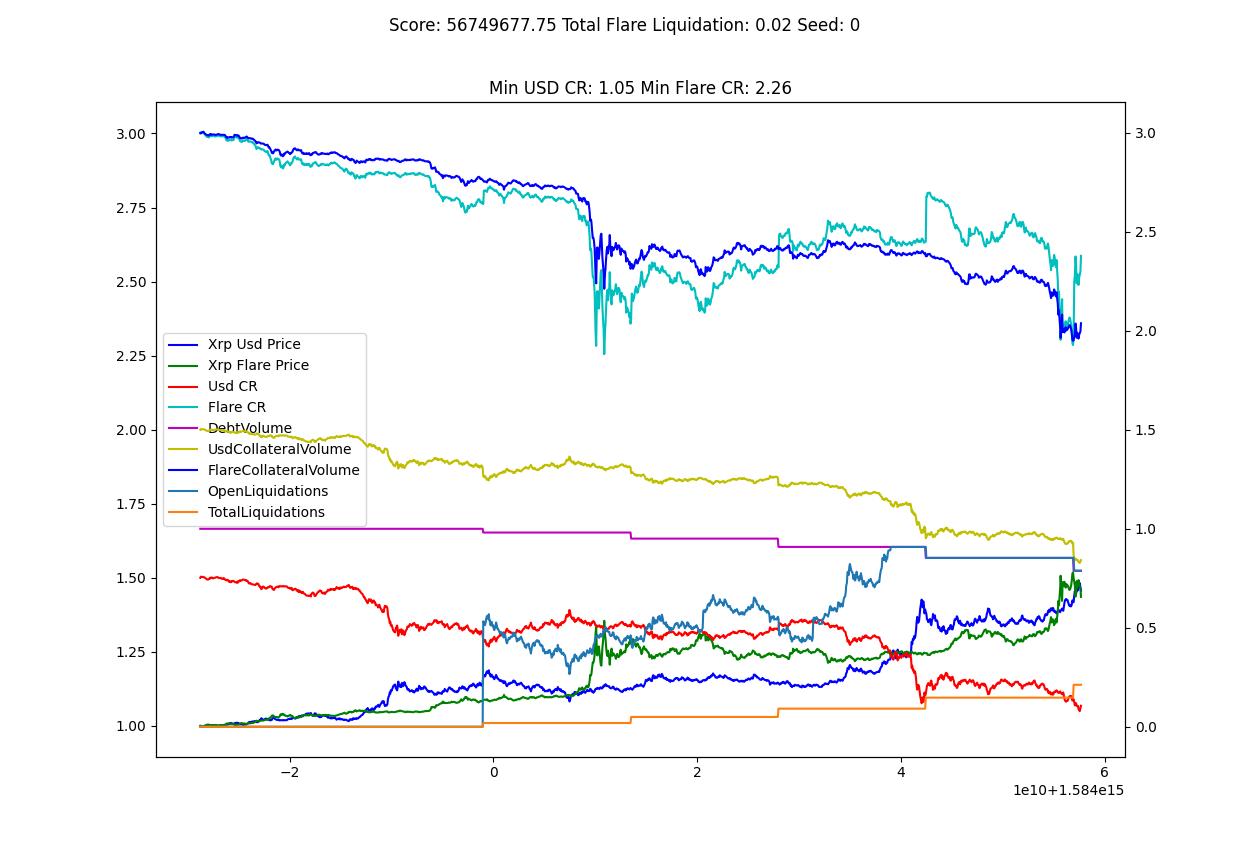 Score: 56749677.75 Total Flare Liquidation: 0.02 Seed: 0
Min USD CR: 1.05 Min Flare CR: 2.26
3.00
2.75
2.50
2.25
2.00
1.75
1.50
1.25
1.00
3.0
2.5
2.0
1.5
1.0
0.5
0.0
Xrp Usd Price
Xrp Flare Price
Usd CR
Flare CR
DebtVolume
UsdCollateralVolume
FlareCollateralVolume
OpenLiquidations
TotalLiquidations
−2 0 2 4 6
1e10+1.584e15